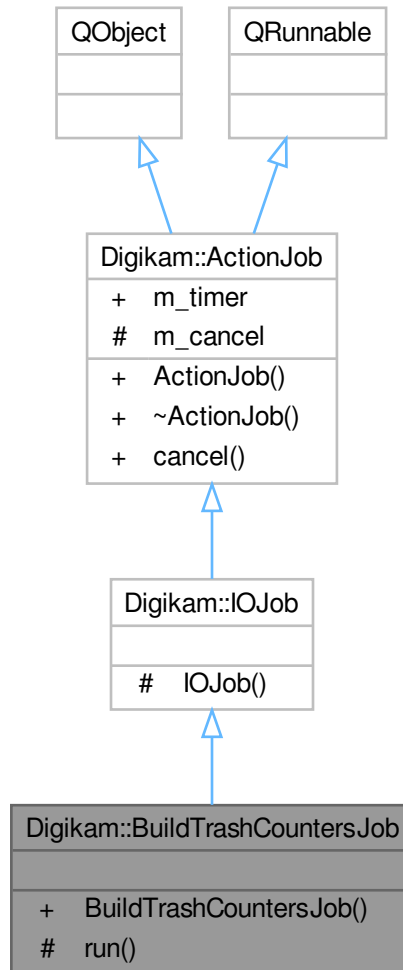 QObject
QRunnable
Digikam::ActionJob
+ m_timer
# m_cancel
+ ActionJob()
+ ~ActionJob()
+ cancel()
Digikam::IOJob
# IOJob()
Digikam::BuildTrashCountersJob
+ BuildTrashCountersJob()
# run()